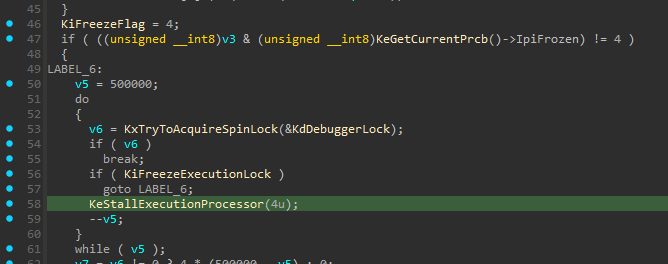 45 }
46 KiFreezeFlag = 4;
47 if ( ((unsigned __int8)v3 & (unsigned __int8)KeGetCurrentPrcb()->IpiFrozen) != 4 )
48 {
49 LABEL_6:
50 v5 = 500000;
51 do
52 {
53 v6 = KxTryToAcquireSpinLock(&KdDebuggerLock);
54 if ( v6 )
55 break;
56 if ( KiFreezeExecutionLock )
57 goto LABEL_6;
58 KeStallExecutionProcessor(4u);
59 --v5;
60 }
61 while ( v5 );